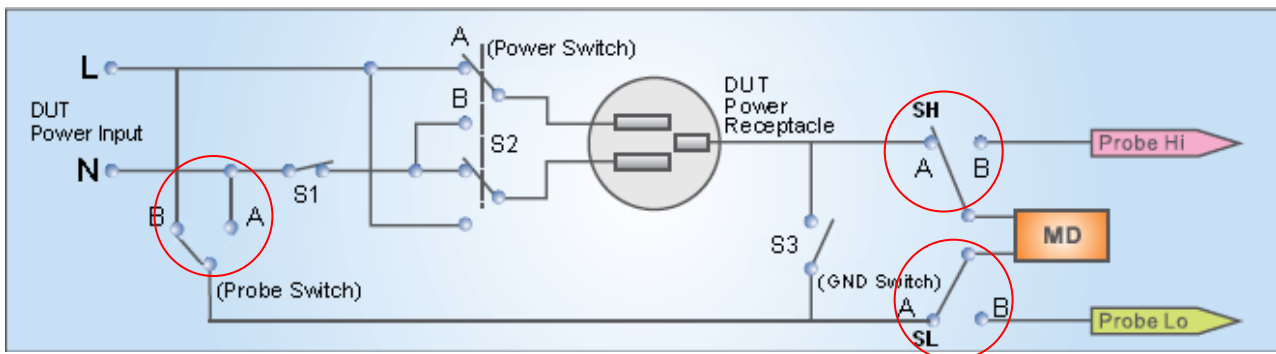 L
DUT
Power Input
N
B
A
(Probe Switch)
S1
A
(Power Switch)
B
S2
DUT
Power
Receptacle
S3
(GND Switch)
SH
A
B
Probe Hi
MD
A
B
SL
Probe Lo